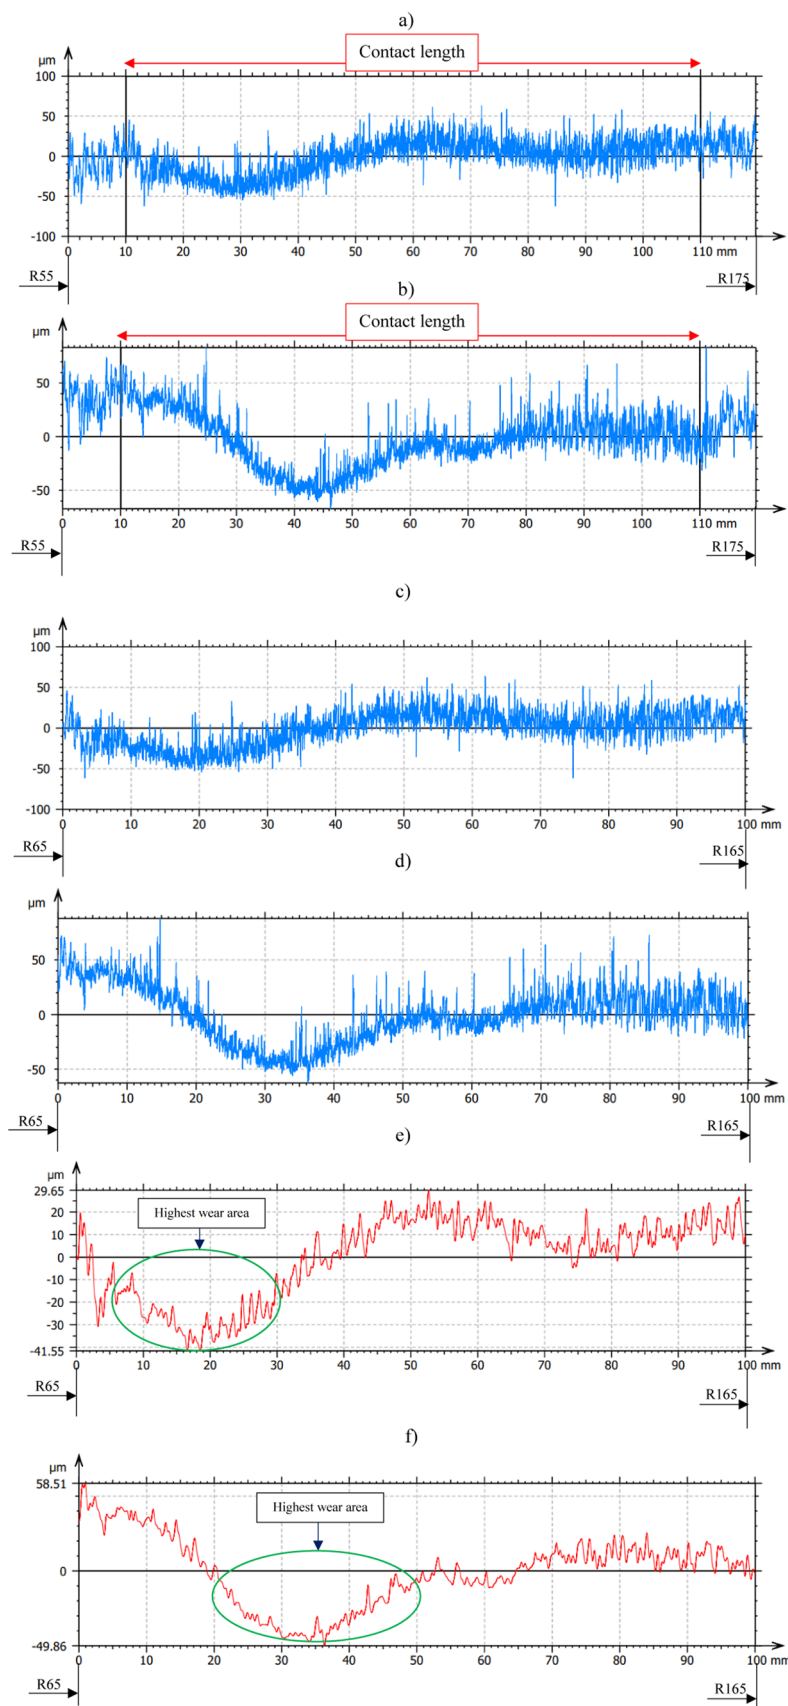 a)
Contact length
µm
100
50
0
-50
-100
0 10 20 30 40 50 60 70 80 90 100 110 mm
R55 R175
b)
Contact length
µm
50
0
-50
0 10 20 30 40 50 60 70 80 90 100 110 mm
R55 R175
c)
µm
100
50
0
-50
-100
0 10 20 30 40 50 60 70 80 90 100 mm
R65 R165
d)
µm
50
0
-50
0 10 20 30 40 50 60 70 80 90 100 mm
R65 R165
e)
µm
29.65
Highest wear area
20
10
0
-10
-20
-30
-41.55
0 10 20 30 40 50 60 70 80 90 100 mm
R65 R165
f)
µm
58.51
Highest wear area
0
-49.86
0 10 20 30 40 50 60 70 80 90 100 mm
R65 R165